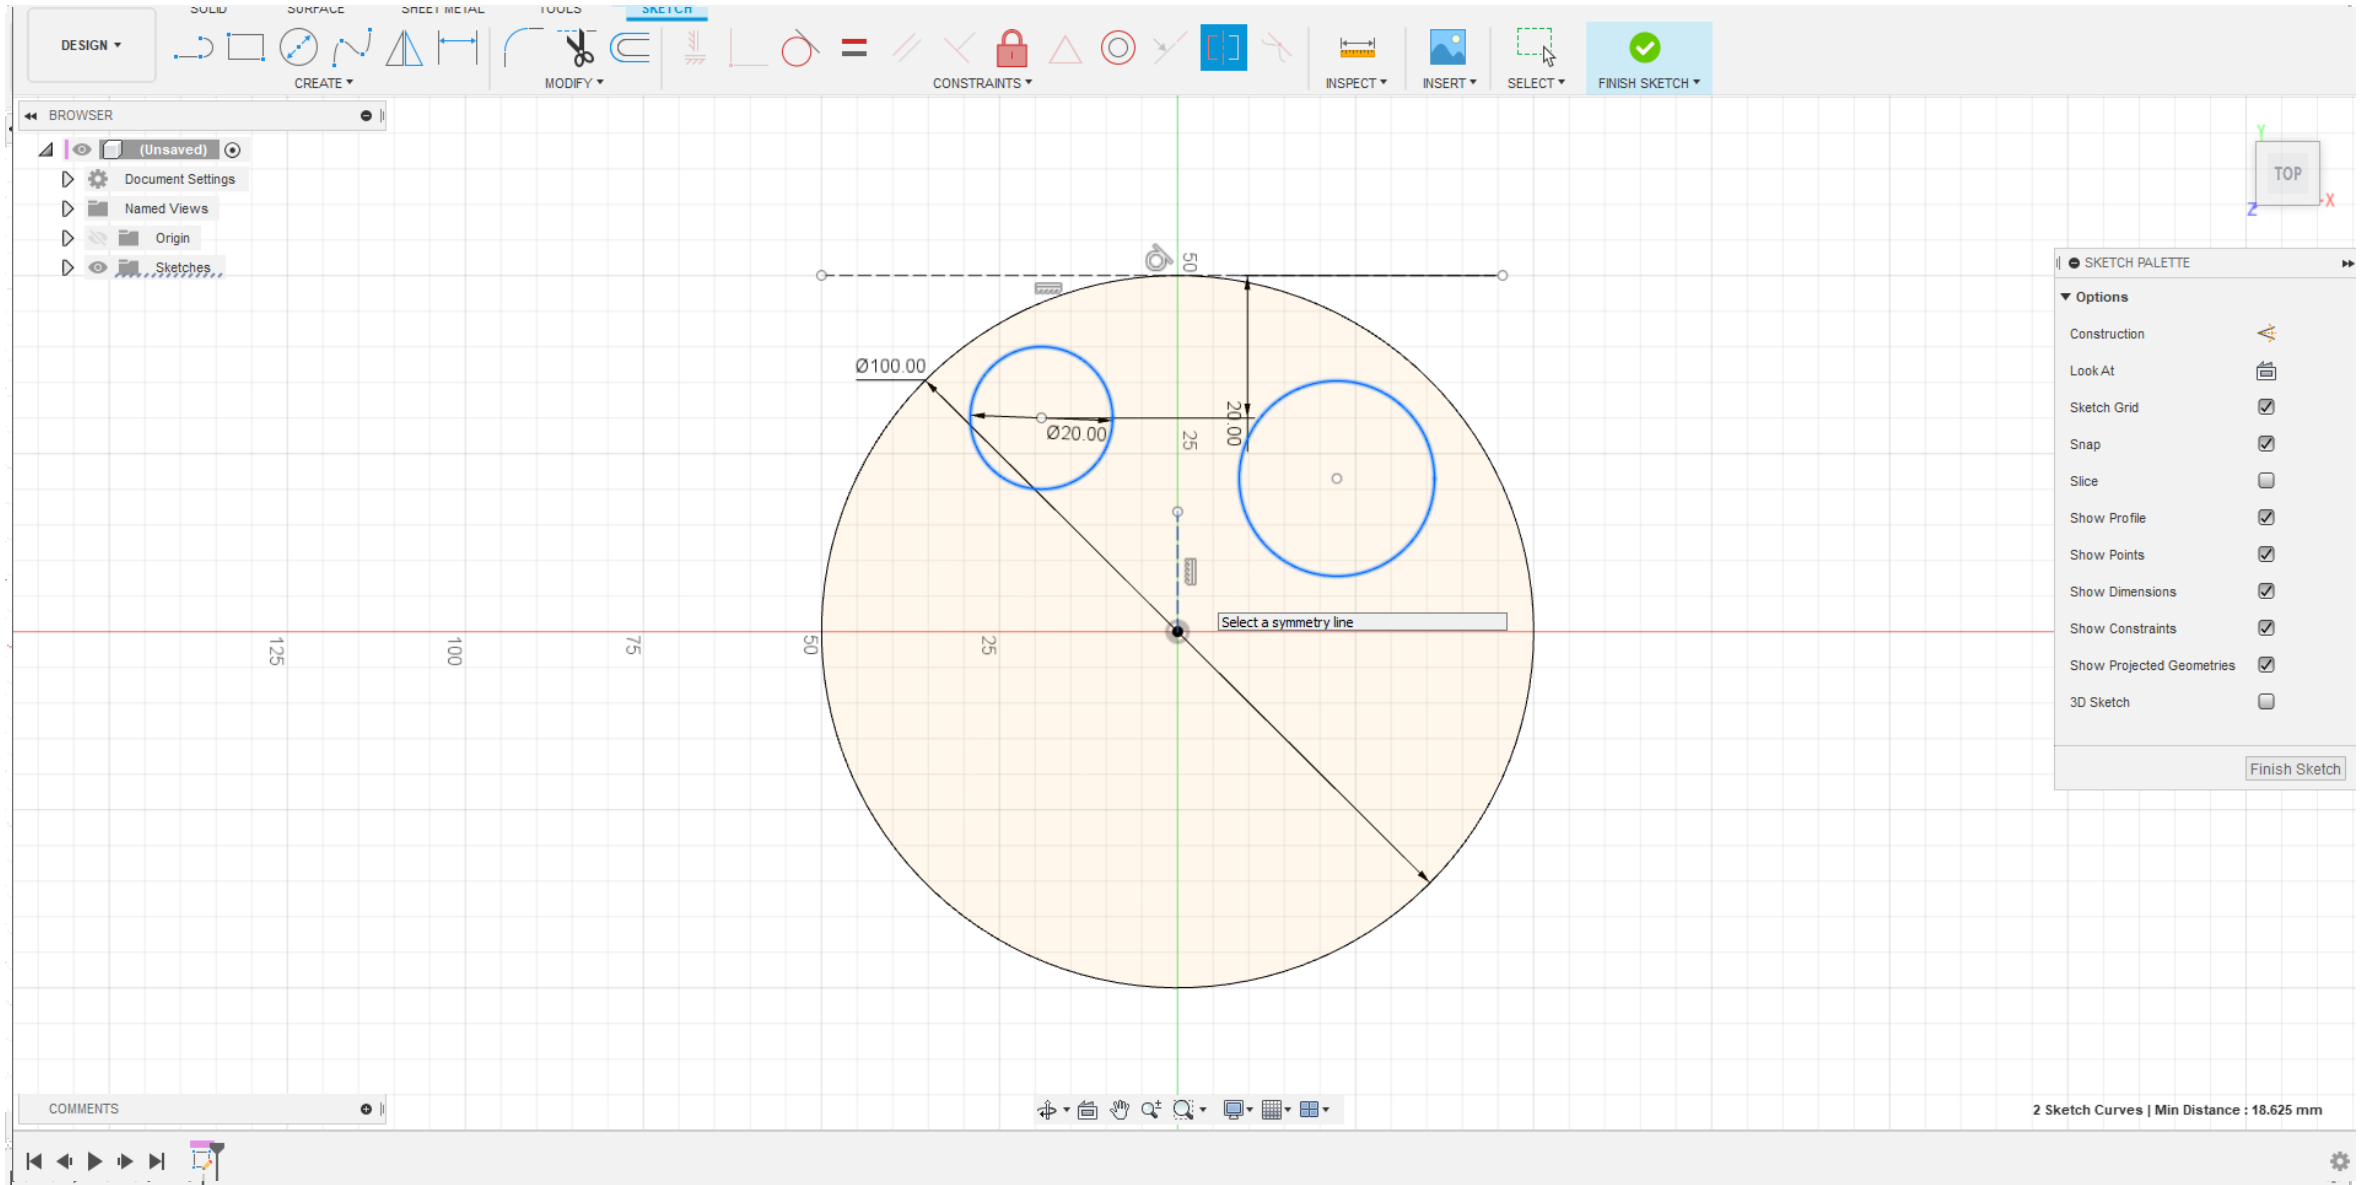 SOLID SURFACE SHEET METAL TOOLS SKETCH
DESIGN
CREATE MODIFY CONSTRAINTS INSPECT INSERT SELECT FINISH SKETCH
BROWSER
(Unsaved)
Document Settings
Named Views
Origin
Sketches
Y
TOP
X
Z
50
Ø100.00
Ø20.00
25
20.00
Select a symmetry line
125
100
75
50
25
SKETCH PALETTE
Options
Construction
Look At
Sketch Grid
Snap
Slice
Show Profile
Show Points
Show Dimensions
Show Constraints
Show Projected Geometries
3D Sketch
Finish Sketch
COMMENTS
2 Sketch Curves | Min Distance : 18.625 mm